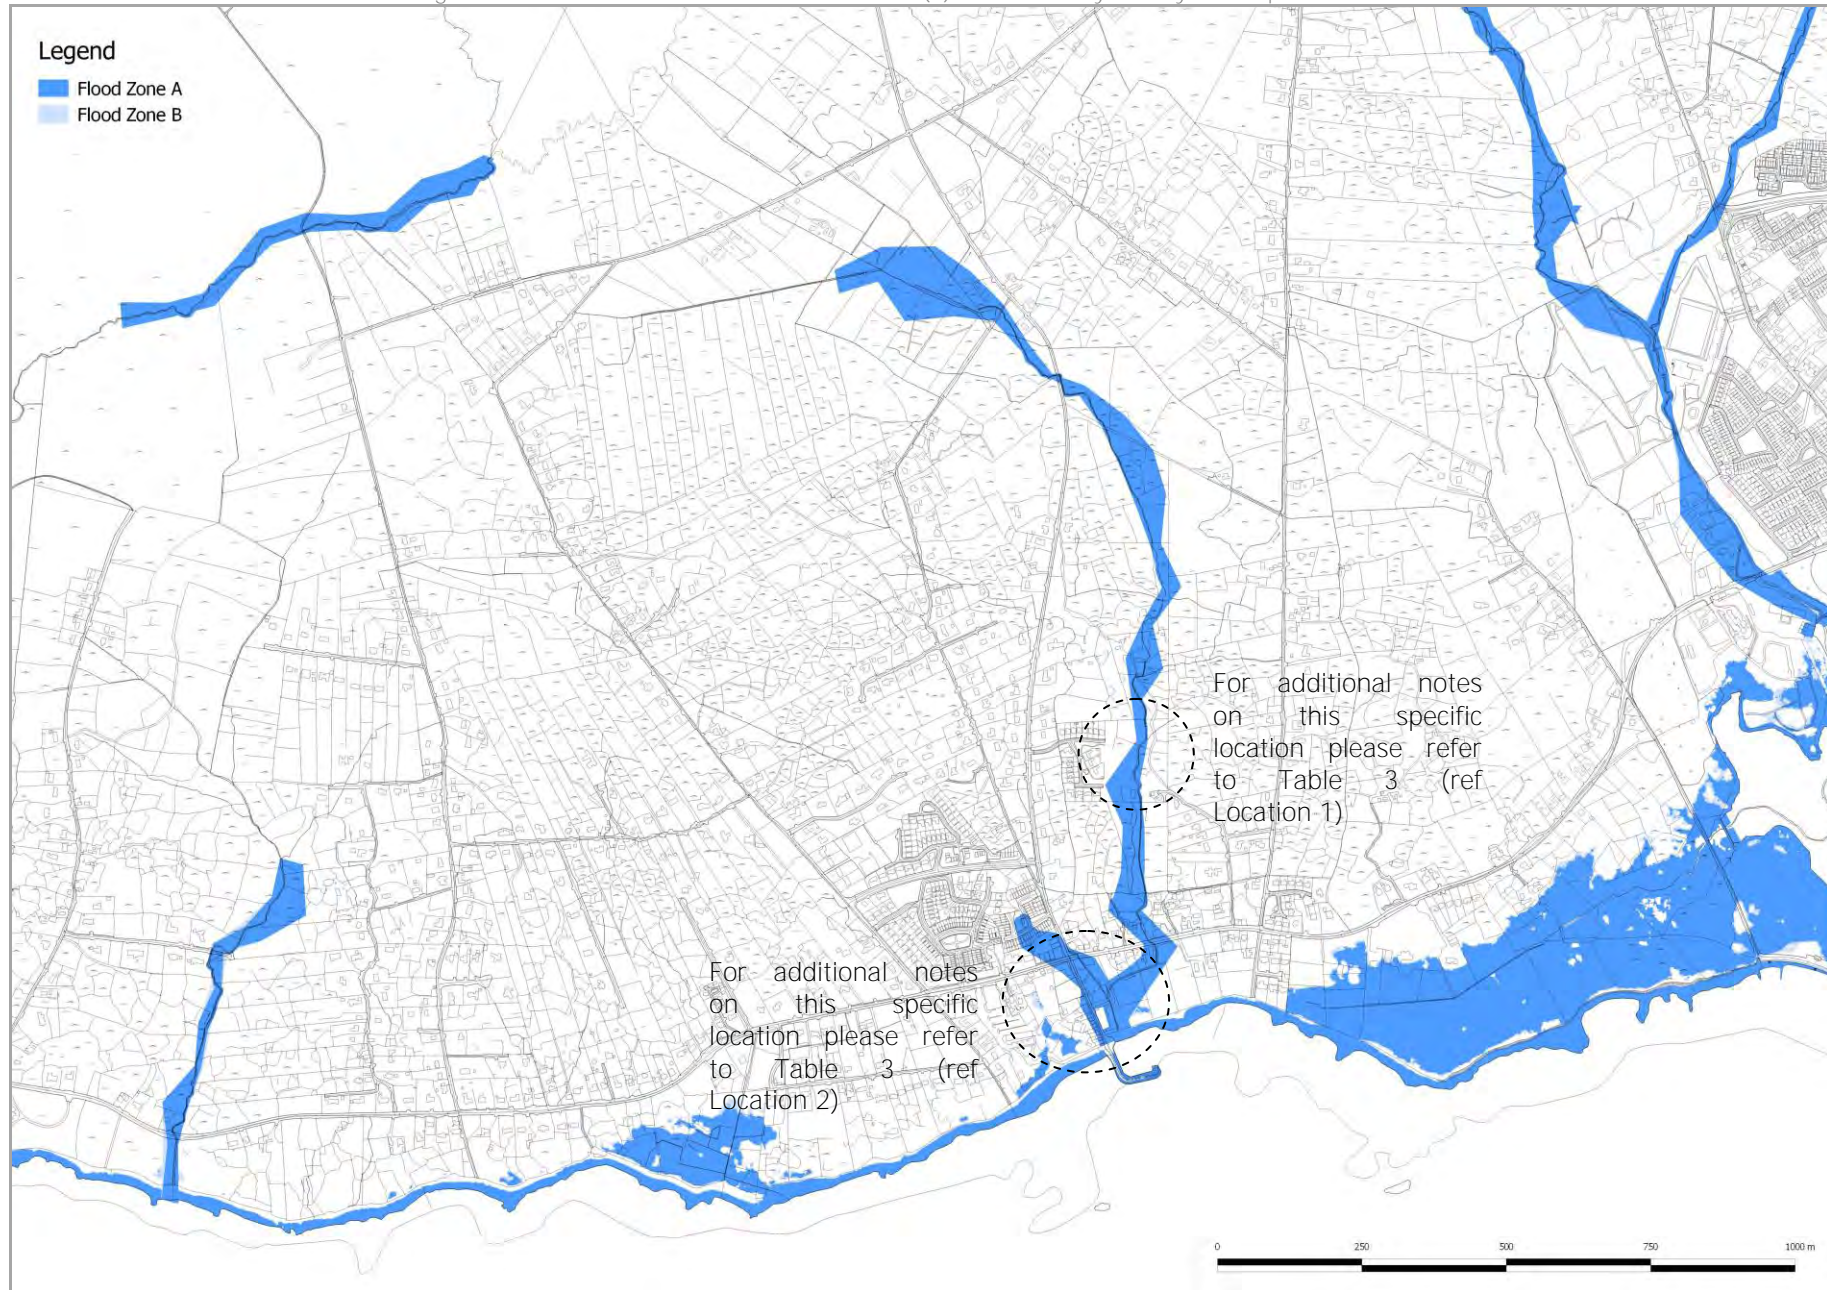 Legend
Flood Zone A
Flood Zone B
For additional notes
on this specific
location please refer
to Table 3 (ref
Location 1)
For additional notes
on this specific
location please refer
to Table 3 (ref
Location 2)
0 250 500 750 1000 m